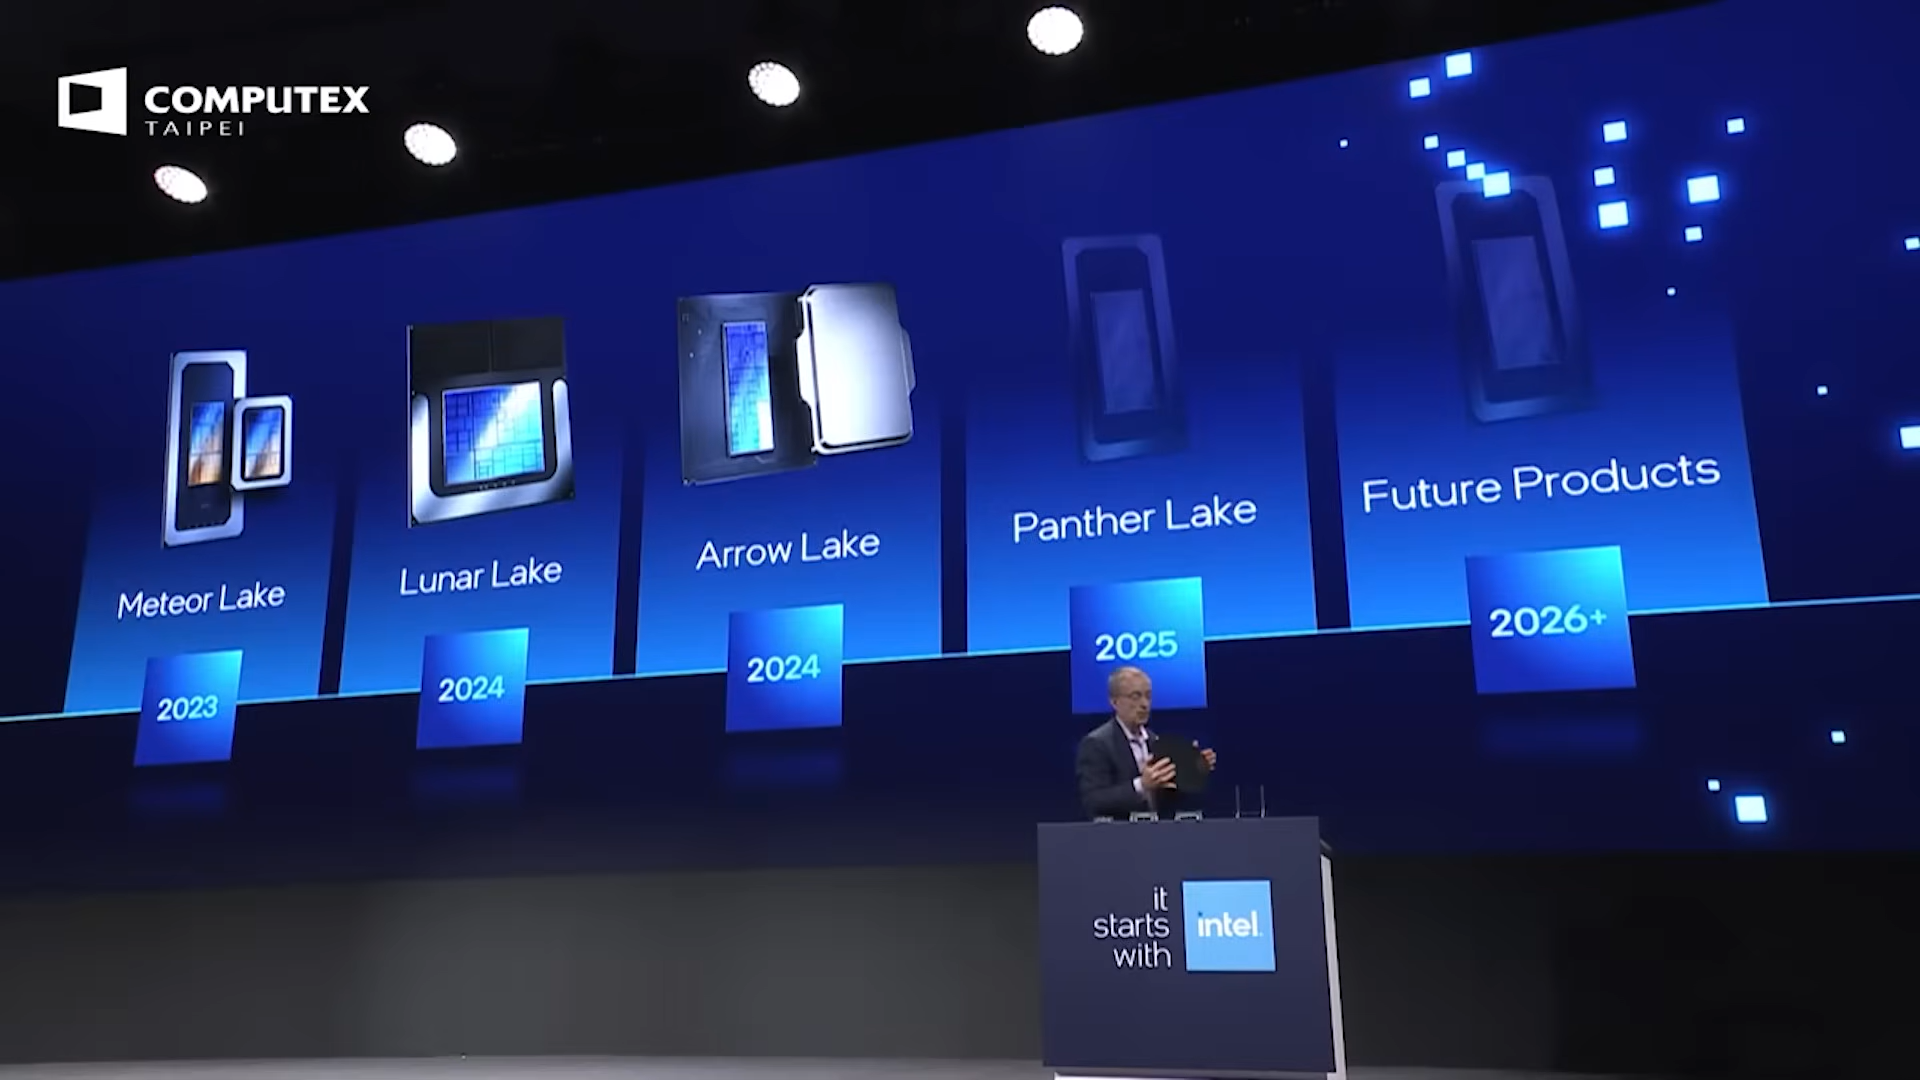 COMPUTEX
TAIPEI
Meteor Lake
2023
Lunar Lake
2024
Arrow Lake
2024
Panther Lake
2025
Future Products
2026+
it
starts
with
intel.